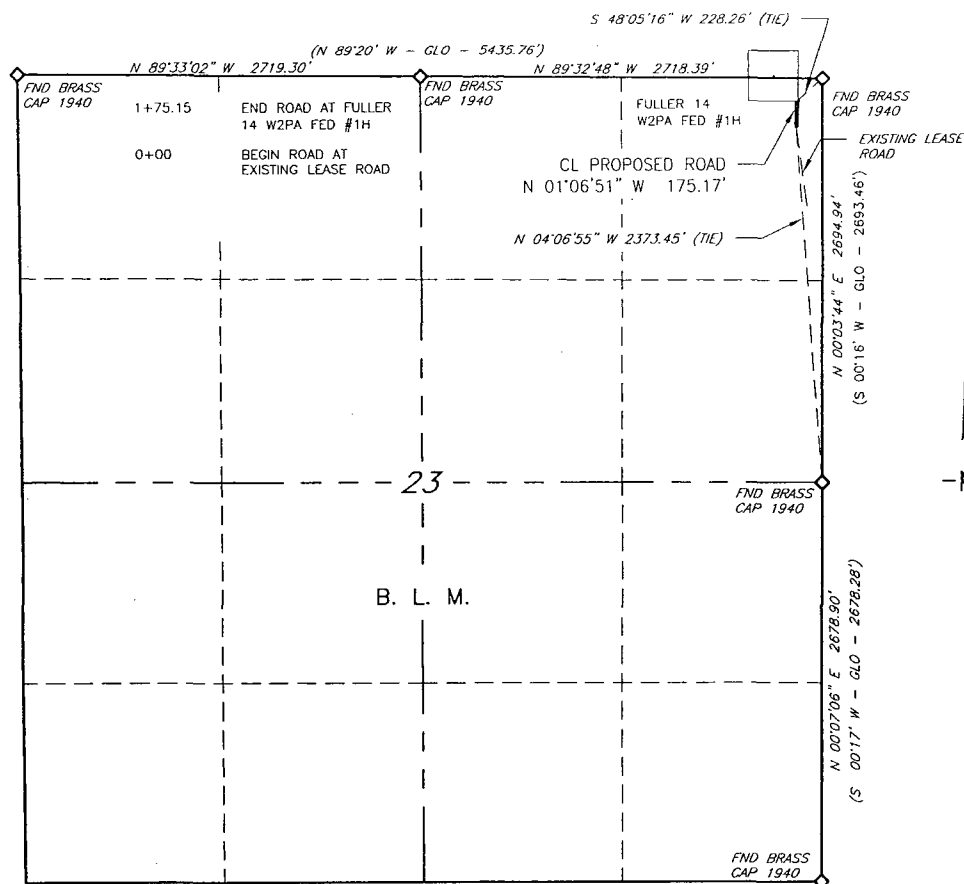 S 48°05'16" W 228.26' (TIE)
(N 89°20' W - GLO - 5435.76')
N 89°33'02" W 2719.30'
N 89°32'48" W 2718.39'
FND BRASS
CAP 1940
1+75.15 END ROAD AT FULLER
14 W2PA FED #1H
0+00 BEGIN ROAD AT
EXISTING LEASE ROAD
FND BRASS
CAP 1940
FULLER 14
W2PA FED #1H
FND BRASS
CAP 1940
EXISTING LEASE
ROAD
CL PROPOSED ROAD
N 01°06'51" W 175.17'
N 04°06'55" W 2373.45' (TIE)
N 00°03'44" E 2694.94'
(S 00°16' W - GLO - 2693.46')
23
FND BRASS
CAP 1940
B. L. M.
N 00°07'06" E 2678.90'
(S 00°17' W - GLO - 2678.28')
FND BRASS
CAP 1940